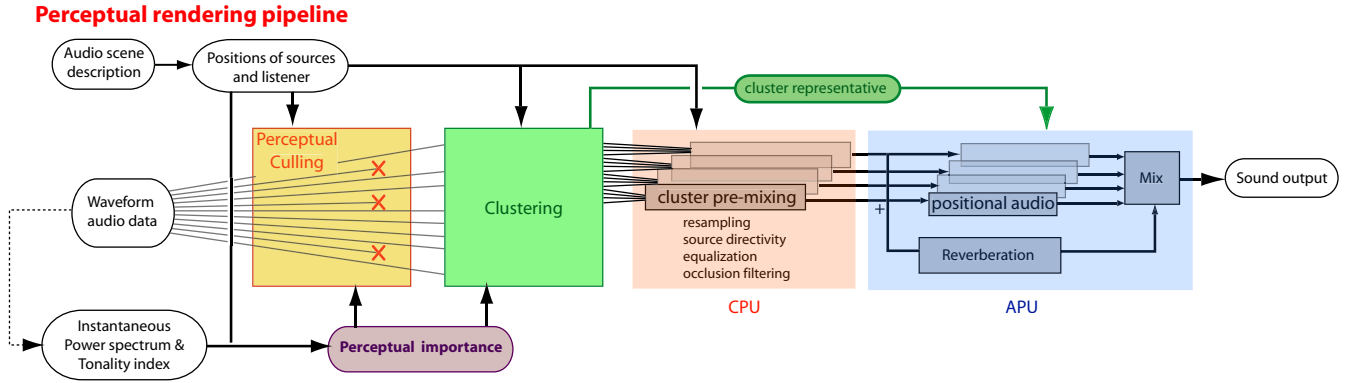 Perceptual rendering pipeline
Audio scene
description
Positions of sources
and listener
cluster representative
Perceptual
Culling
Waveform
audio data
Clustering
cluster pre-mixing
resampling
source directivity
equalization
occlusion filtering
CPU
+
positional audio
Mix
Reverberation
APU
Sound output
Instantaneous
Power spectrum &
Tonality index
Perceptual importance